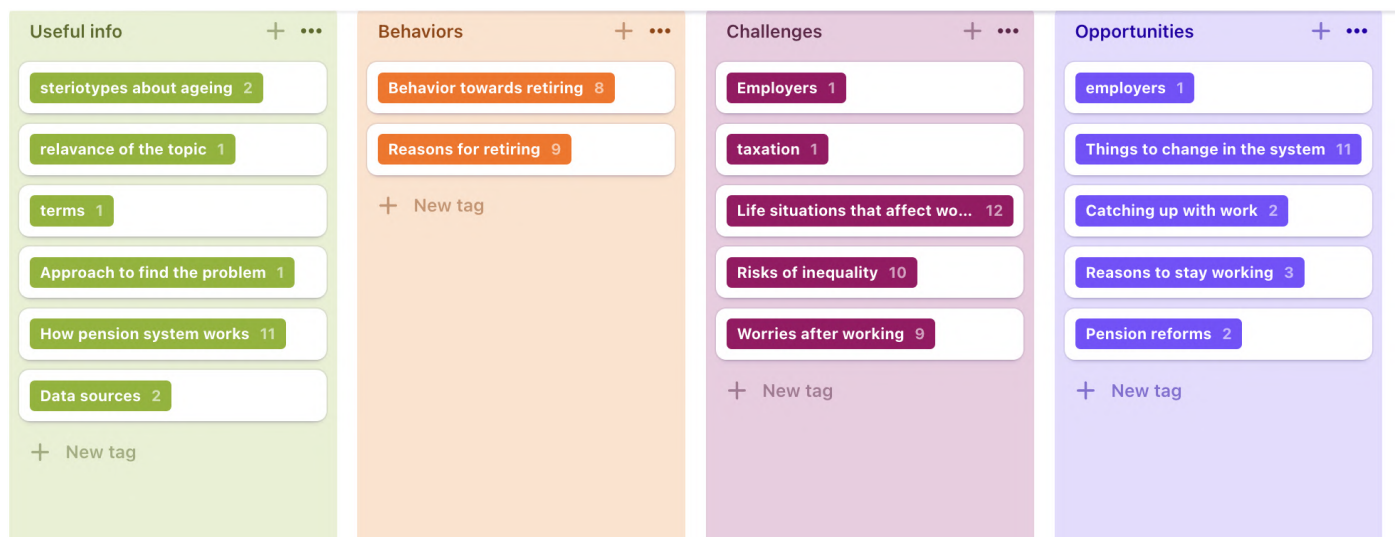 Useful info
steriotypes about ageing 2
relavance of the topic 1
terms 1
Approach to find the problem 1
How pension system works 11
Data sources 2
+ New tag
Behaviors
Behavior towards retiring 8
Reasons for retiring 9
+ New tag
Challenges
Employers 1
taxation 1
Life situations that affect wo... 12
Risks of inequality 10
Worries after working 9
+ New tag
Opportunities
employers 1
Things to change in the system 11
Catching up with work 2
Reasons to stay working 3
Pension reforms 2
+ New tag